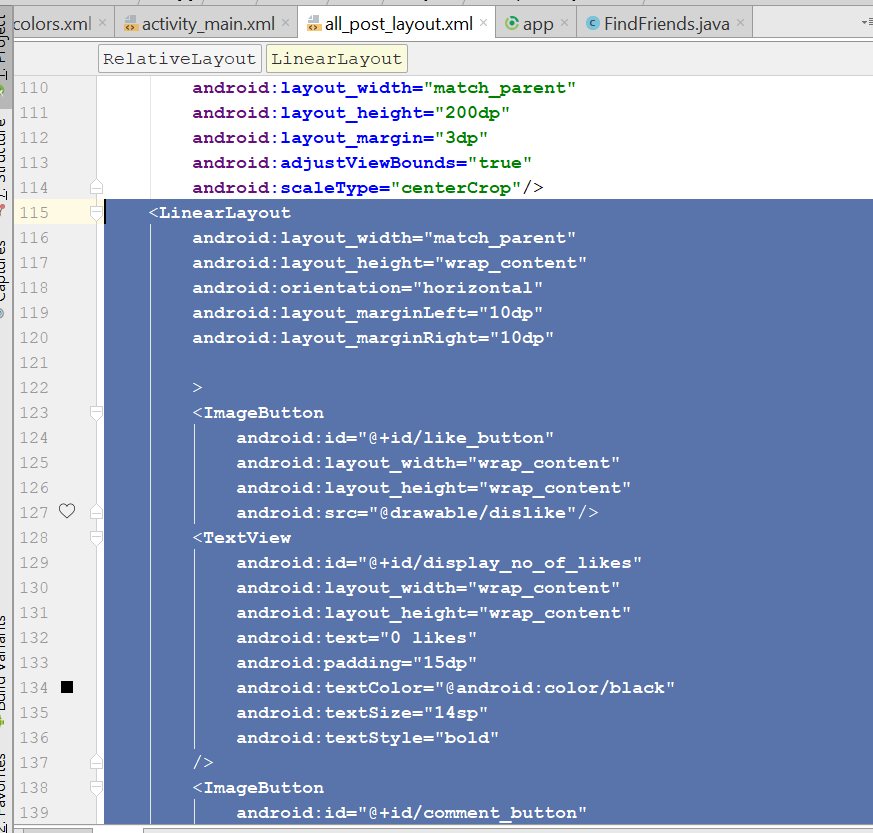 colors.xml
activity_main.xml
all_post_layout.xml
app
FindFriends.java
1: Project
RelativeLayout
LinearLayout
110 android:layout_width="match_parent"
111 android:layout_height="200dp"
112 android:layout_margin="3dp"
113 android:adjustViewBounds="true"
114 android:scaleType="centerCrop"/>
115 <LinearLayout
116 android:layout_width="match_parent"
117 android:layout_height="wrap_content"
118 android:orientation="horizontal"
119 android:layout_marginLeft="10dp"
120 android:layout_marginRight="10dp"
121
122 >
123 <ImageButton
124 android:id="@+id/like_button"
125 android:layout_width="wrap_content"
126 android:layout_height="wrap_content"
127 android:src="@drawable/dislike"/>
128 <TextView
129 android:id="@+id/display_no_of_likes"
130 android:layout_width="wrap_content"
131 android:layout_height="wrap_content"
132 android:text="0 likes"
133 android:padding="15dp"
134 android:textColor="@android:color/black"
135 android:textSize="14sp"
136 android:textStyle="bold"
137 />
138 <ImageButton
139 android:id="@+id/comment_button"
Structure
Captures
Build Variants
2: Favorites